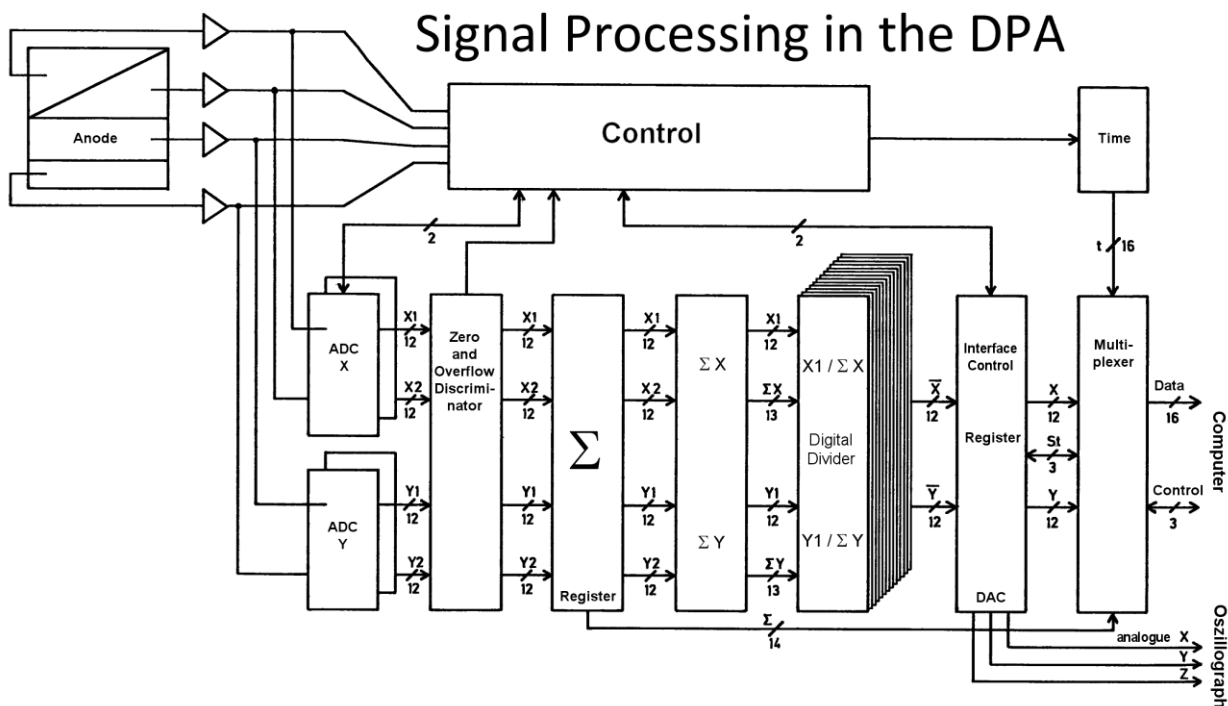 Signal Processing in the DPA
Anode
Control
Time
2
2
t 16
ADC
X
X1
12
X2
12
ADC
Y
Y1
12
Y2
12
Zero
and
Overflow
Discrimi-
nator
X1
12
X2
12
Y1
12
Y2
12
Σ
Register
X1
12
X2
12
Y1
12
Y2
12
Σ X
Σ Y
X1
12
ΣX
13
Y1
12
ΣY
13
X1 / Σ X
Digital
Divider
Y1 / Σ Y
X̅
12
Y̅
12
Interface
Control
Register
DAC
X
12
St
3
Y
12
Multi-
plexer
Data
16
Control
3
Computer
Σ
14
analogue X
Y
Z
Oszillograph